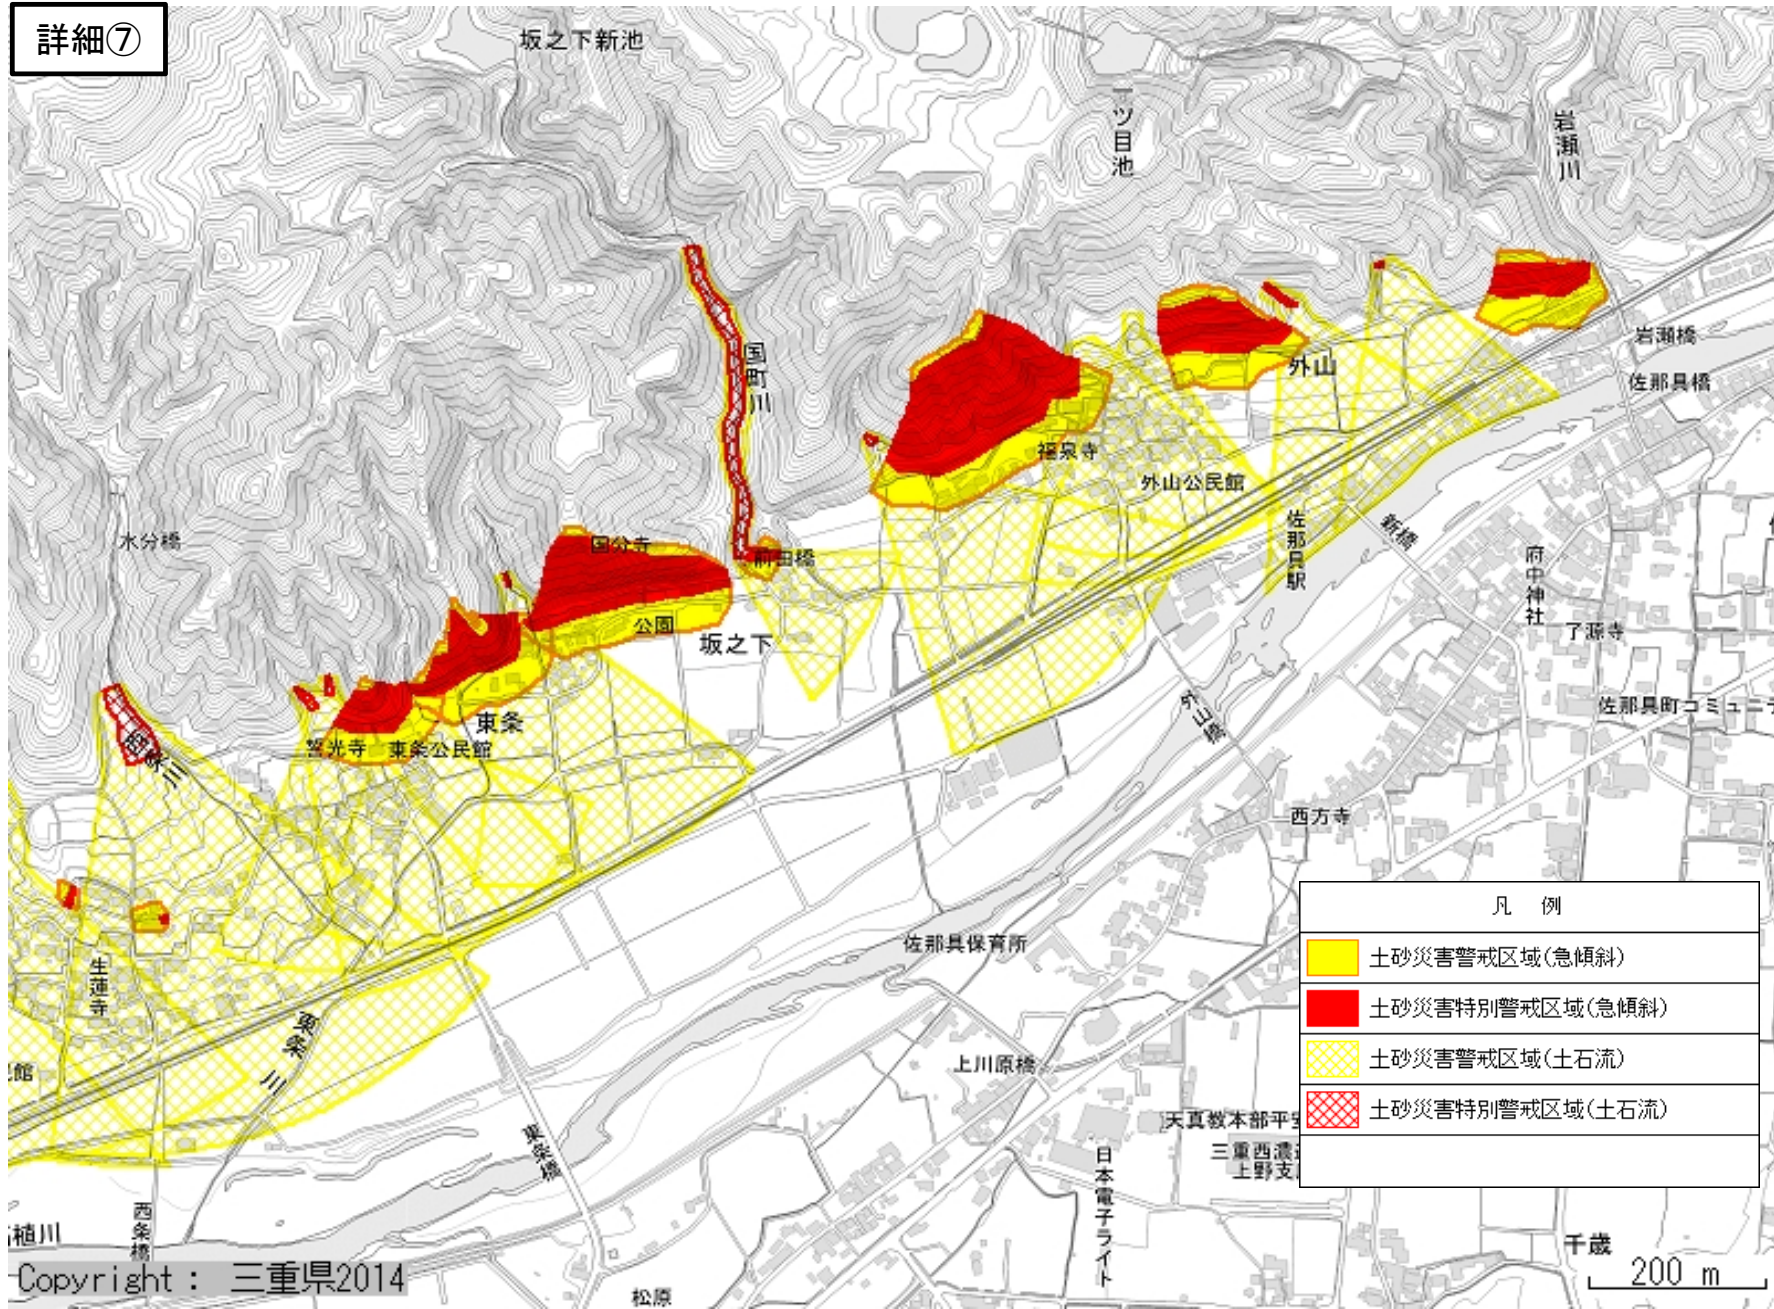 詳細⑦
坂之下新池
一ツ目池
岩瀬川
国町川
岩瀬橋
佐那具橋
外山
福泉寺
外山公民館
水分橋
国分寺
前田橋
佐那具駅
新橋
府中神社
公園
坂之下
了源寺
東条
外山橋
佐那具町コミュニテ
東条公民館
西方寺
生蓮寺
佐那具保育所
東条川
館
上川原橋
東条橋
天真教本部平安
三重西濃
上野支
日本電子ライト
西条橋
植川
千歳
松原
凡 例
土砂災害警戒区域(急傾斜)
土砂災害特別警戒区域(急傾斜)
土砂災害警戒区域(土石流)
土砂災害特別警戒区域(土石流)
200 m
Copyright : 三重県2014